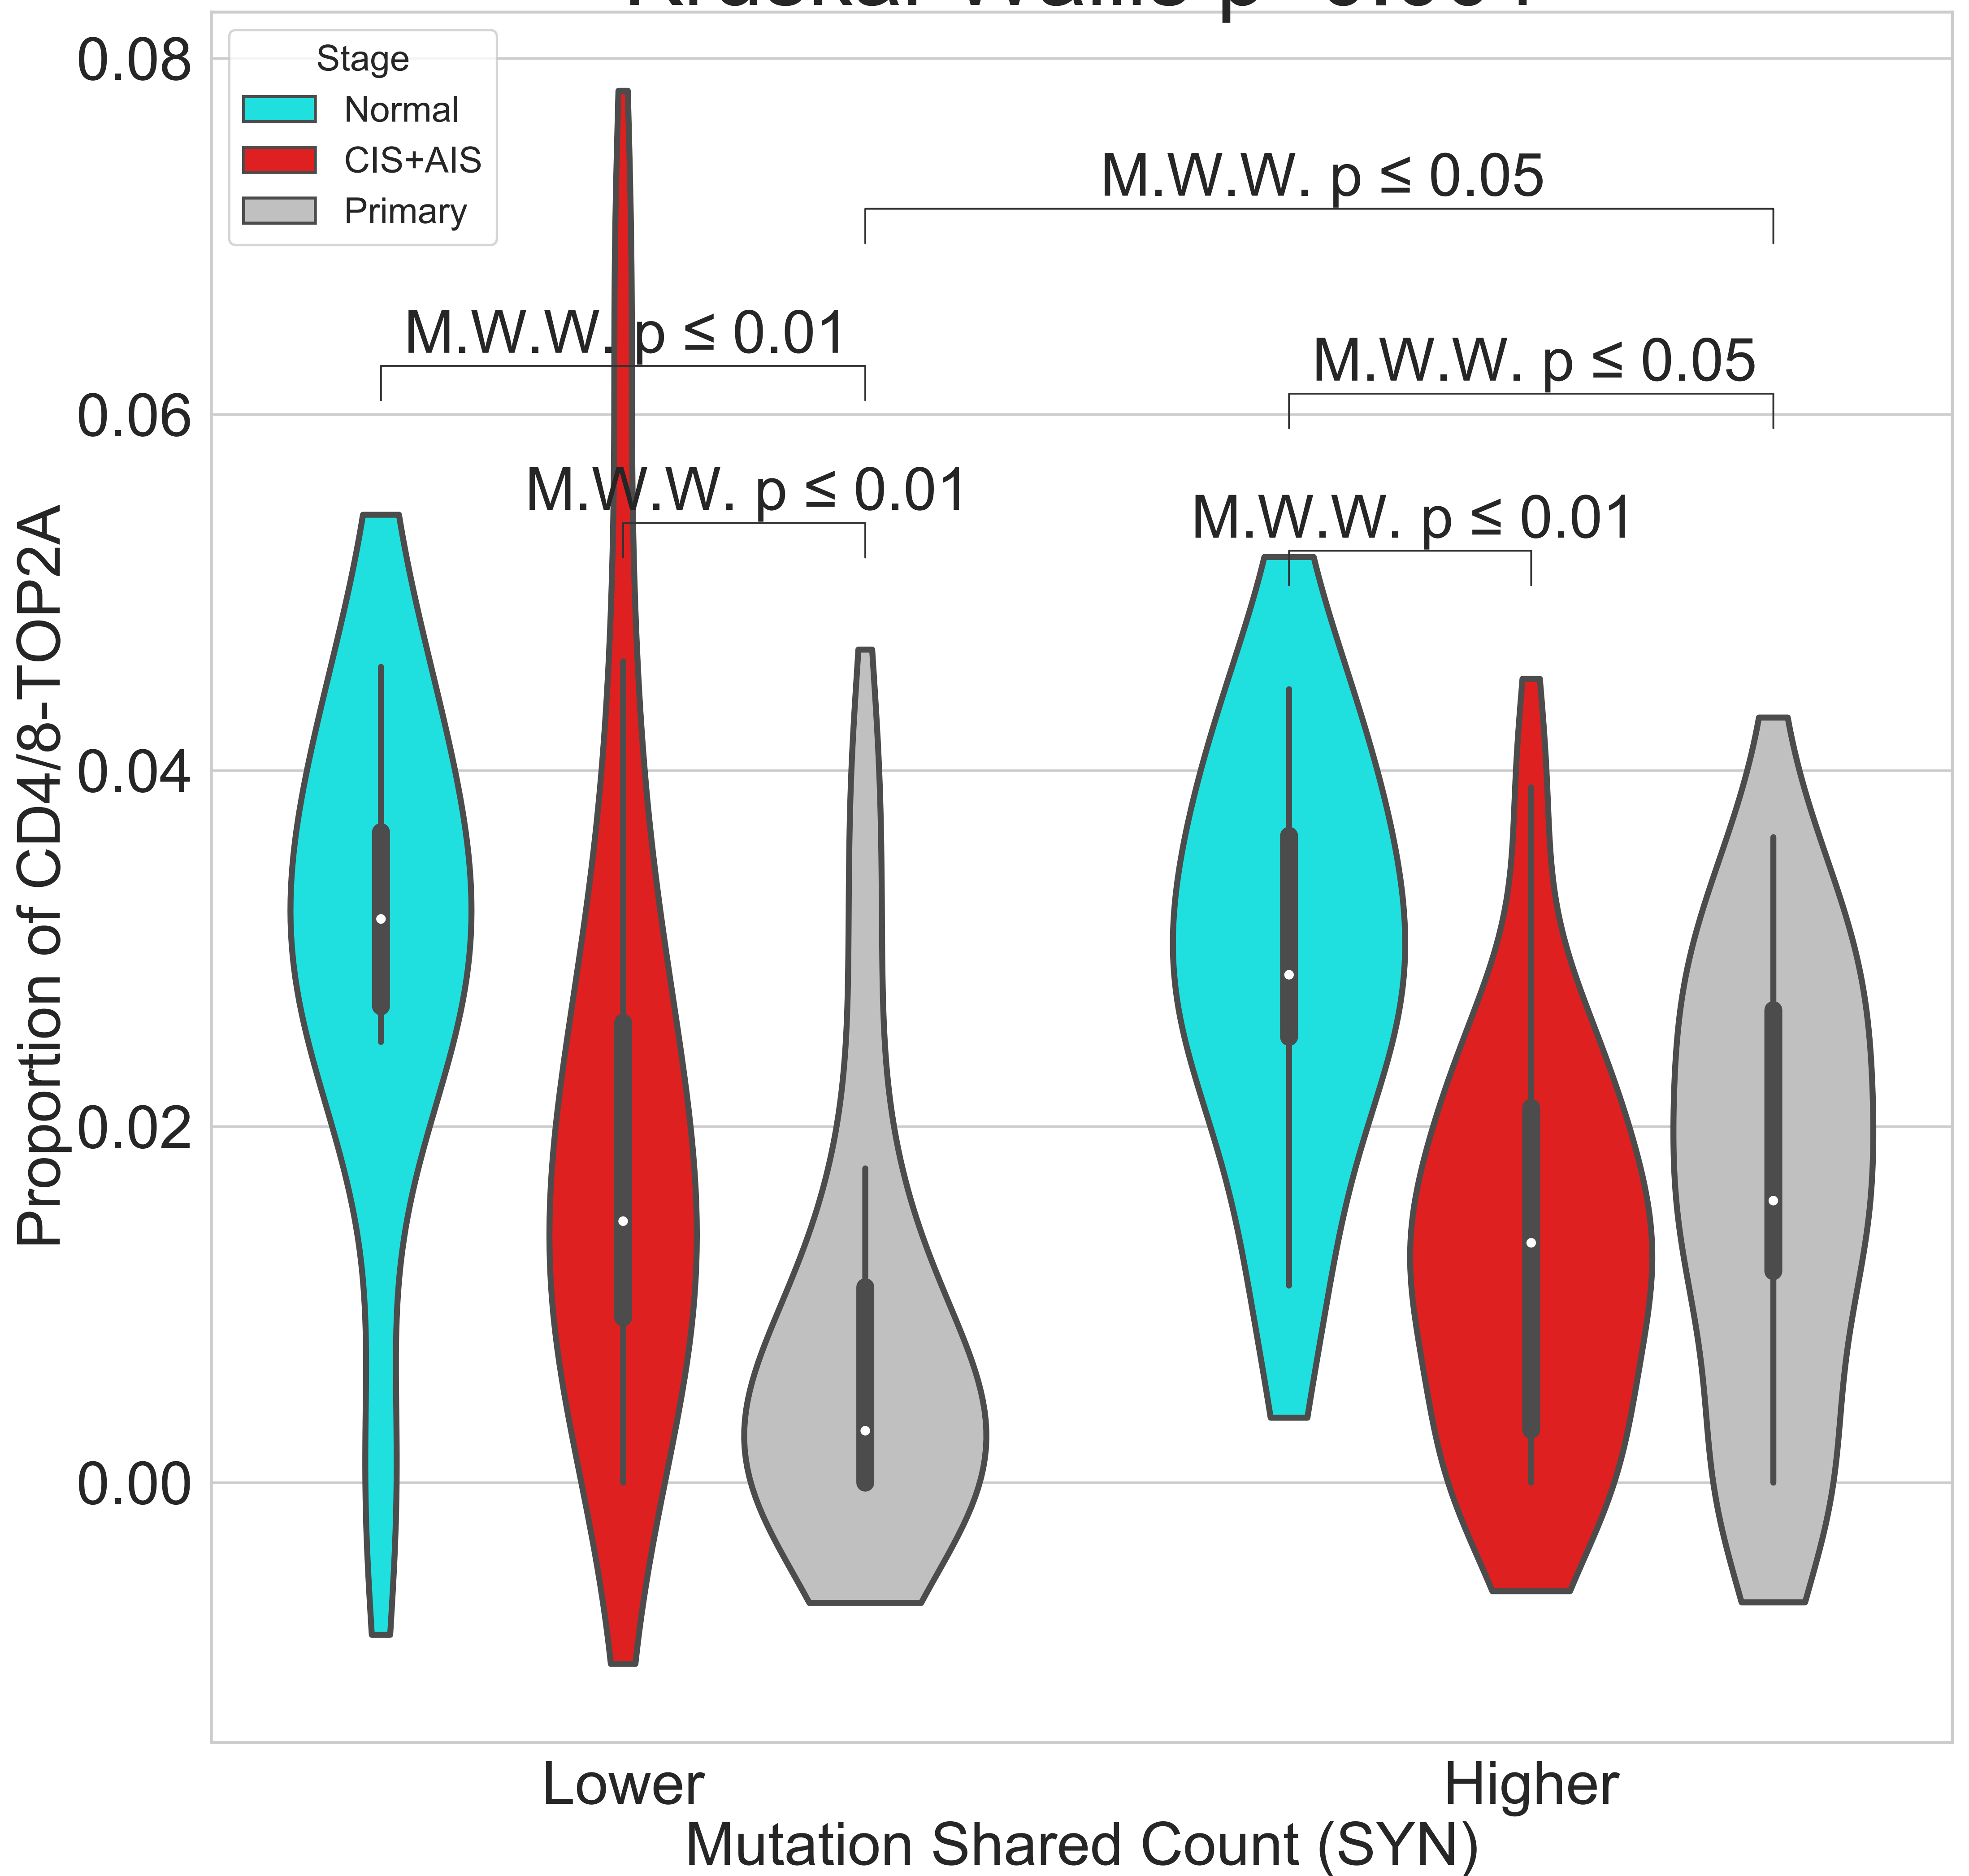 0.08
0.06
0.04
0.02
0.00
Proportion of CD4/8-TOP2A
Stage
Normal
CIS+AIS
Primary
M.W.W. p ≤ 0.05
M.W.W. p ≤ 0.01
M.W.W. p ≤ 0.05
M.W.W. p ≤ 0.01
M.W.W. p ≤ 0.01
Lower
Higher
Mutation Shared Count (SYN)